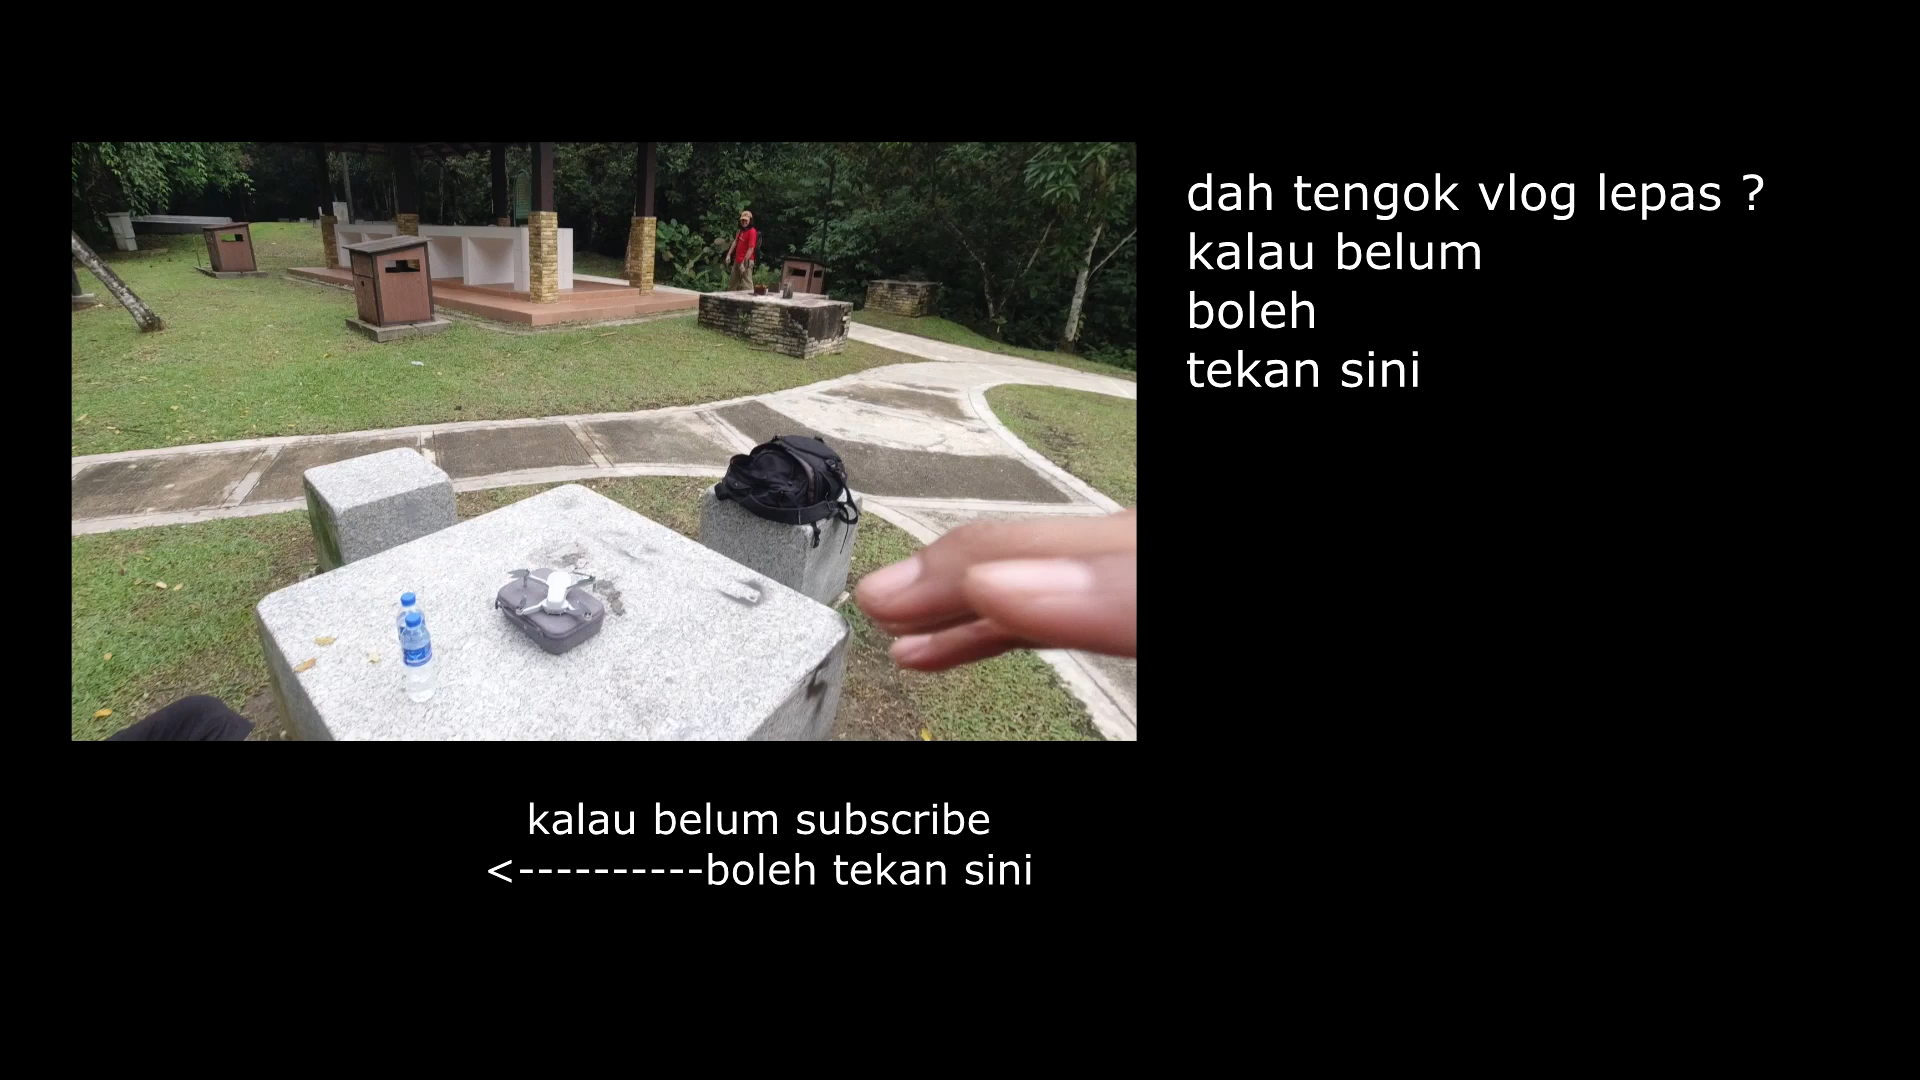 dah tengok vlog lepas ?
kalau belum
boleh
tekan sini
kalau belum subscribe
<----------boleh tekan sini